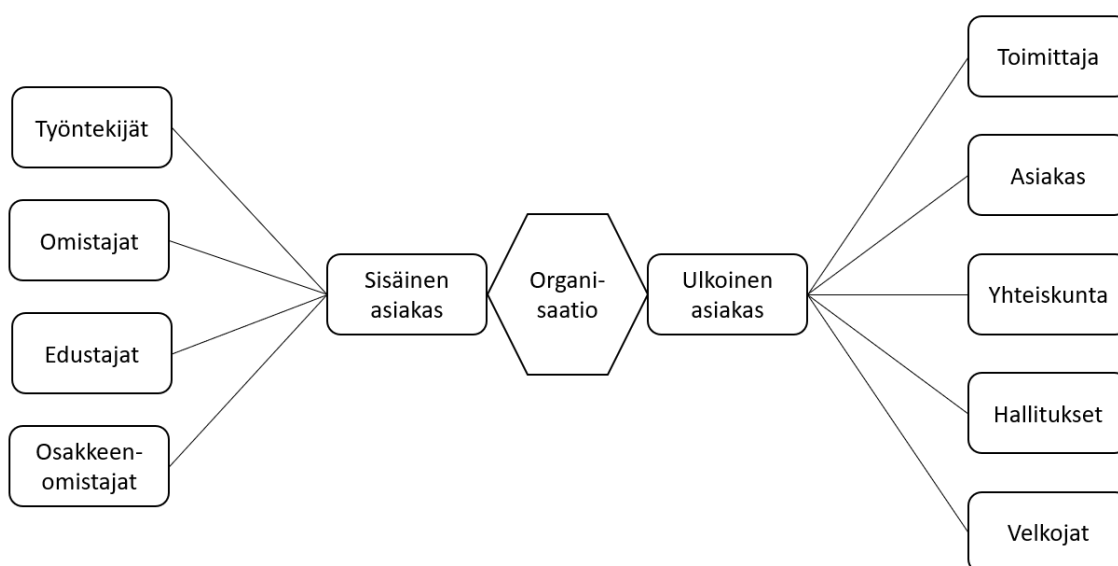 Työntekijät
Omistajat
Edustajat
Osakkeen-
omistajat
Sisäinen
asiakas
Organi-
saatio
Ulkoinen
asiakas
Toimittaja
Asiakas
Yhteiskunta
Hallitukset
Velkojat